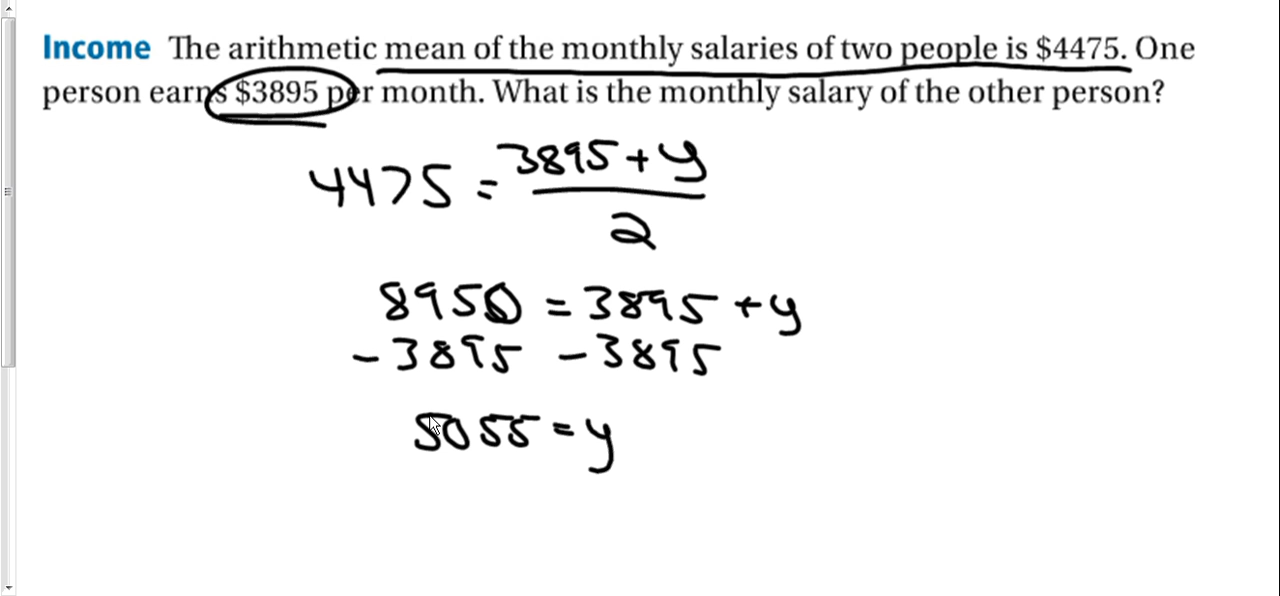 Income The arithmetic mean of the monthly salaries of two people is $4475. One
person earns $3895 per month. What is the monthly salary of the other person?
4475 = 3895 + y
2
8950 = 3895 + y
- 3895 - 3895
5055 = y